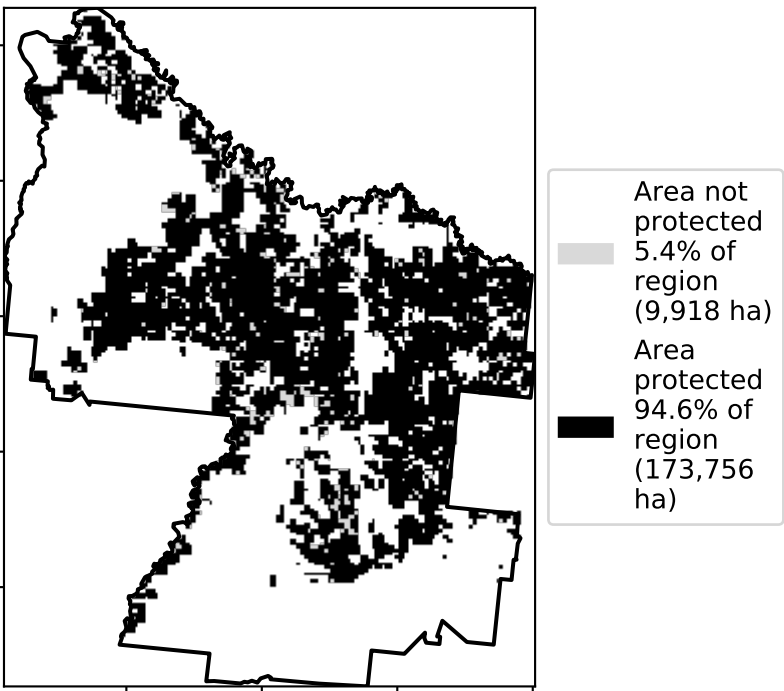 Area not
protected
5.4% of
region
(9,918 ha)
Area
protected
94.6% of
region
(173,756
ha)